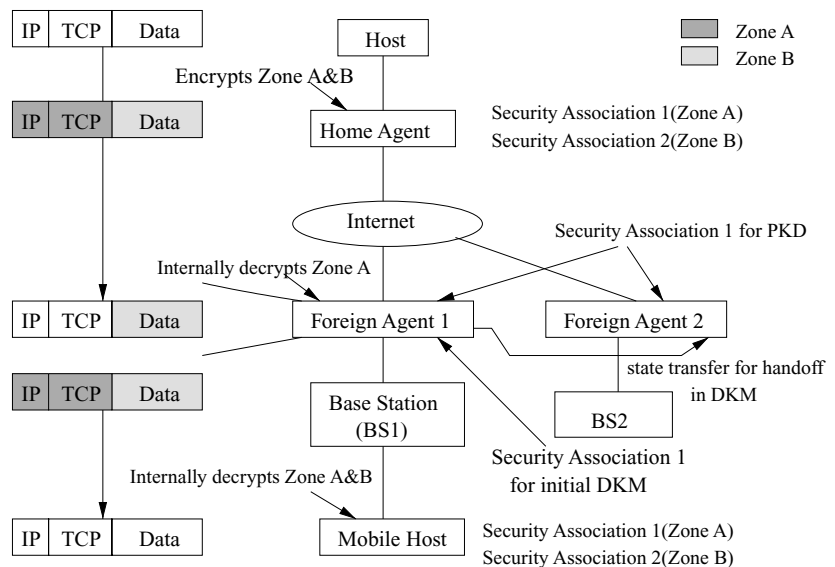 IP TCP Data
Host
Zone A
Zone B
Encrypts Zone A&B
IP TCP Data
Home Agent
Security Association 1(Zone A)
Security Association 2(Zone B)
Internet
Security Association 1 for PKD
Internally decrypts Zone A
IP TCP Data
Foreign Agent 1
Foreign Agent 2
state transfer for handoff
in DKM
IP TCP Data
Base Station
(BS1)
BS2
Security Association 1
for initial DKM
Internally decrypts Zone A&B
IP TCP Data
Mobile Host
Security Association 1(Zone A)
Security Association 2(Zone B)